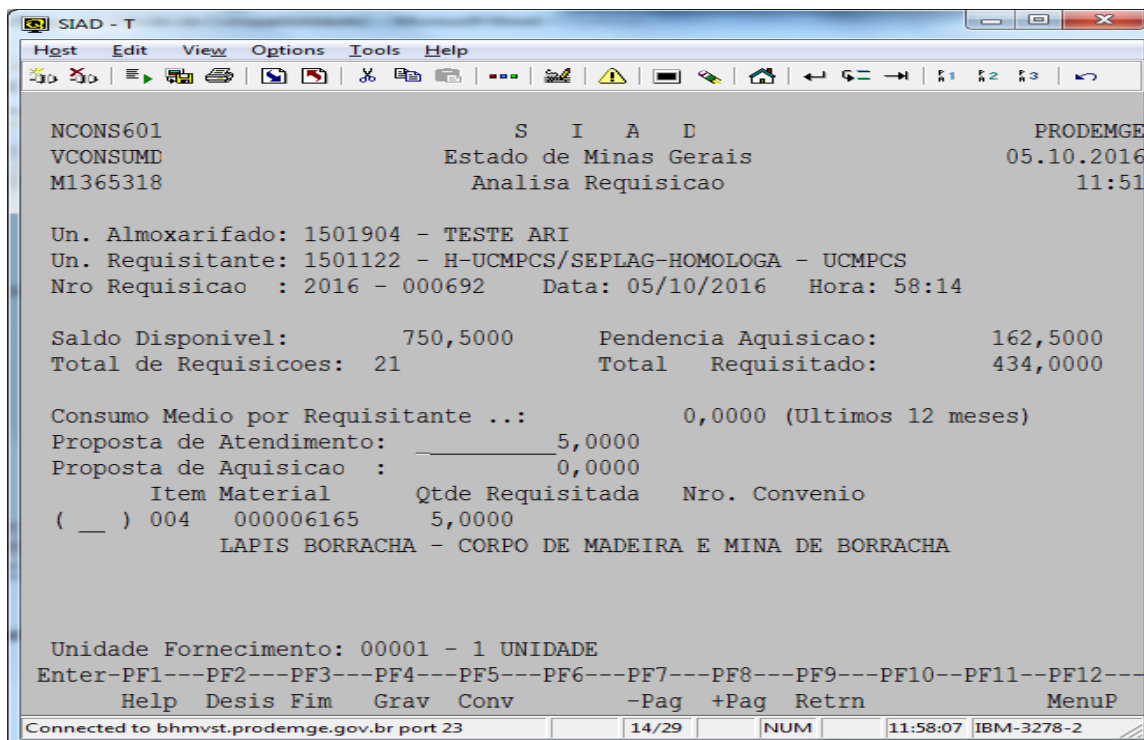 SIAD - T
Host Edit View Options Tools Help
NCONS601 S I A D PRODEMGE
VCONSUMD Estado de Minas Gerais 05.10.2016
M1365318 Analisa Requisicao 11:51
Un. Almoxarifado: 1501904 - TESTE ARI
Un. Requisitante: 1501122 - H-UCMPCS/SEPLAG-HOMOLOGA - UCMPCS
Nro Requisicao : 2016 - 000692 Data: 05/10/2016 Hora: 58:14
Saldo Disponivel: 750,5000 Pendencia Aquisicao: 162,5000
Total de Requisicoes: 21 Total Requisitado: 434,0000
Consumo Medio por Requisitante ..: 0,0000 (Ultimos 12 meses)
Proposta de Atendimento: __________5,0000
Proposta de Aquisicao : 0,0000
Item Material Qtde Requisitada Nro. Convenio
( __ ) 004 000006165 5,0000
LAPIS BORRACHA - CORPO DE MADEIRA E MINA DE BORRACHA
Unidade Fornecimento: 00001 - 1 UNIDADE
Enter-PF1---PF2---PF3---PF4---PF5---PF6---PF7---PF8---PF9---PF10--PF11--PF12---
Help Desis Fim Grav Conv -Pag +Pag Retrn MenuP
Connected to bhmvst.prodemge.gov.br port 23 14/29 NUM 11:58:07 IBM-3278-2